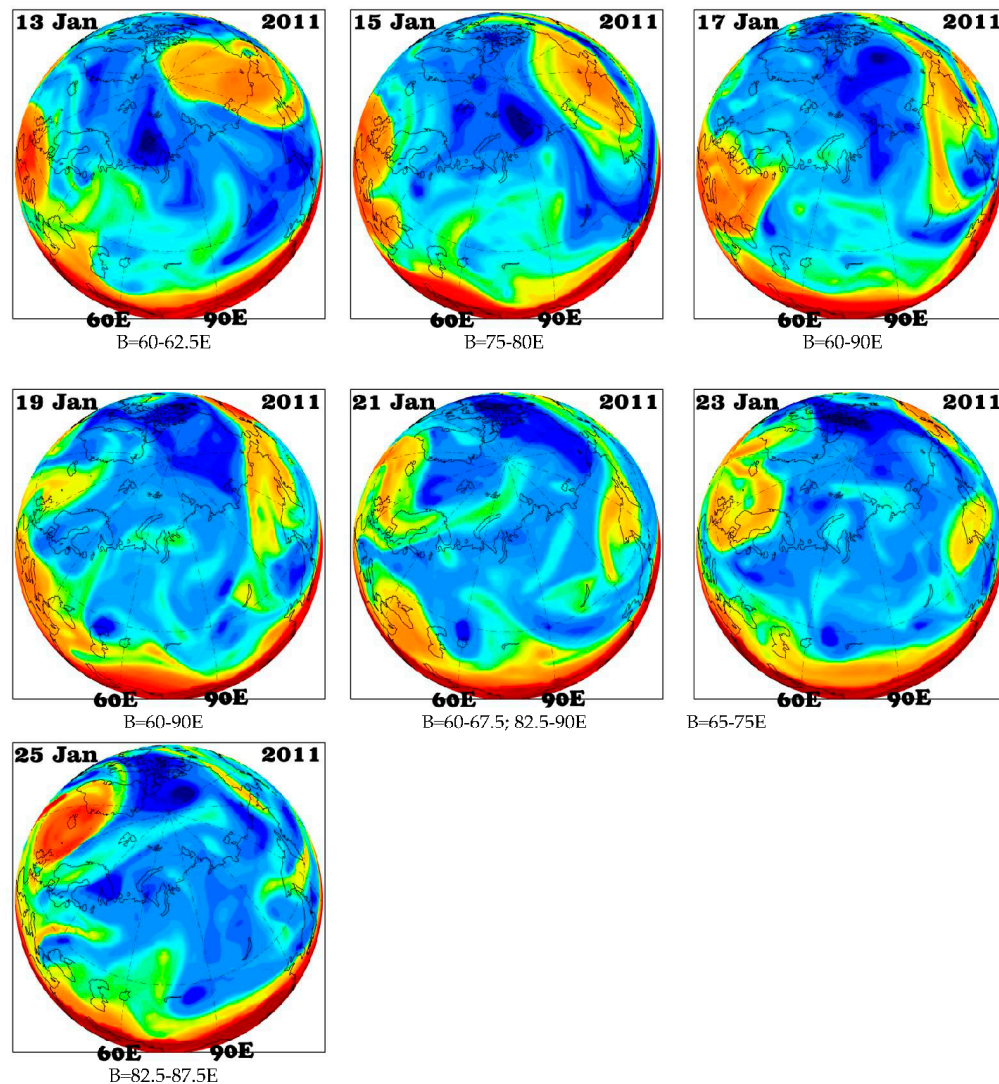 13 Jan 2011
60E 90E
B=60-62.5E
15 Jan 2011
60E 90E
B=75-80E
17 Jan 2011
60E 90E
B=60-90E
19 Jan 2011
60E 90E
B=60-90E
21 Jan 2011
60E 90E
B=60-67.5; 82.5-90E
23 Jan 2011
60E 90E
B=65-75E
25 Jan 2011
60E 90E
B=82.5-87.5E